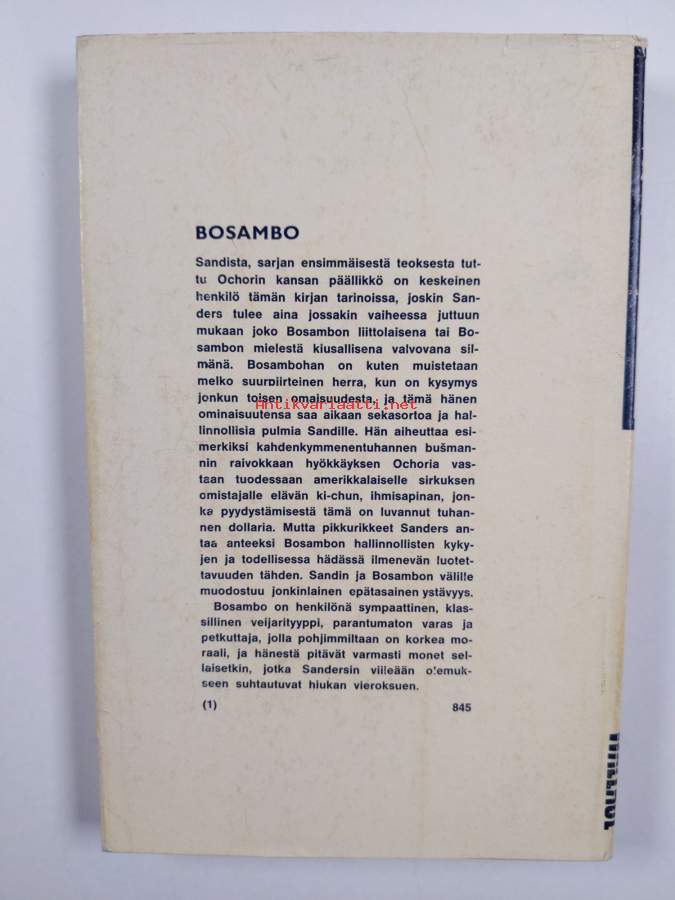 BOSAMBO
Sandista, sarjan ensimmäisestä teoksesta tut-
tu Ochorin kansan päällikkö on keskeinen
henkilö tämän kirjan tarinoissa, joskin San-
ders tulee aina jossakin vaiheessa juttuun
mukaan joko Bosambon liittolaisena tai Bo-
sambon mielestä kiusallisena valvovana sil-
mänä. Bosambohan on kuten muistetaan
melko suurpiirteinen herra, kun on kysymys
jonkun toisen omaisuudesta, ja tämä hänen
Antikvariaatti.net
ominaisuutensa saa aikaan sekasortoa ja hal-
linnollisia pulmia Sandille. Hän aiheuttaa esi-
merkiksi kahdenkymmenentuhannen bušman-
nin raivokkaan hyökkäyksen Ochoria vas-
taan tuodessaan amerikkalaiselle sirkuksen
omistajalle elävän ki-chun, ihmisapinan, jon-
ka pyydystämisestä tämä on luvannut tuhan-
nen dollaria. Mutta pikkurikkeet Sanders an-
taa anteeksi Bosambon hallinnollisten kyky-
jen ja todellisessa hädässä ilmenevän luotet-
tavuuden tähden. Sandin ja Bosambon välille
muodostuu jonkinlainen epätasainen ystävyys.
Bosambo on henkilönä sympaattinen, klas-
sillinen veijarityyppi, parantumaton varas ja
petkuttaja, jolla pohjimmiltaan on korkea mo-
raali, ja hänestä pitävät varmasti monet sel-
laisetkin, jotka Sandersin viileään olemuk-
seen suhtautuvat hiukan vieroksuen.
(1) 845